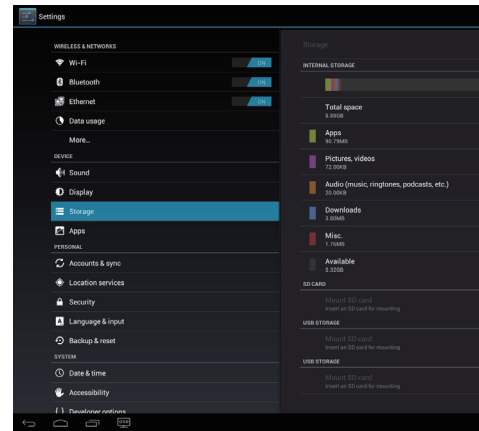 Settings
WIRELESS & NETWORKS
Wi-Fi ON
Bluetooth ON
Ethernet ON
Data usage
More...
DEVICE
Sound
Display
Storage
Apps
PERSONAL
Accounts & sync
Location services
Security
Language & input
Backup & reset
SYSTEM
Date & time
Accessibility
Developer options
Storage
INTERNAL STORAGE
Total space
Apps
90.79MB
Pictures, videos
72.00KB
Audio (music, ringtones, podcasts, etc.)
20.00KB
Downloads
Misc.
1.76MB
Available
5.32GB
SD CARD
Mount SD card
Insert an SD card for mounting
USB STORAGE
Mount SD card
Insert an SD card for mounting
USB STORAGE
Mount SD card
Insert an SD card for mounting